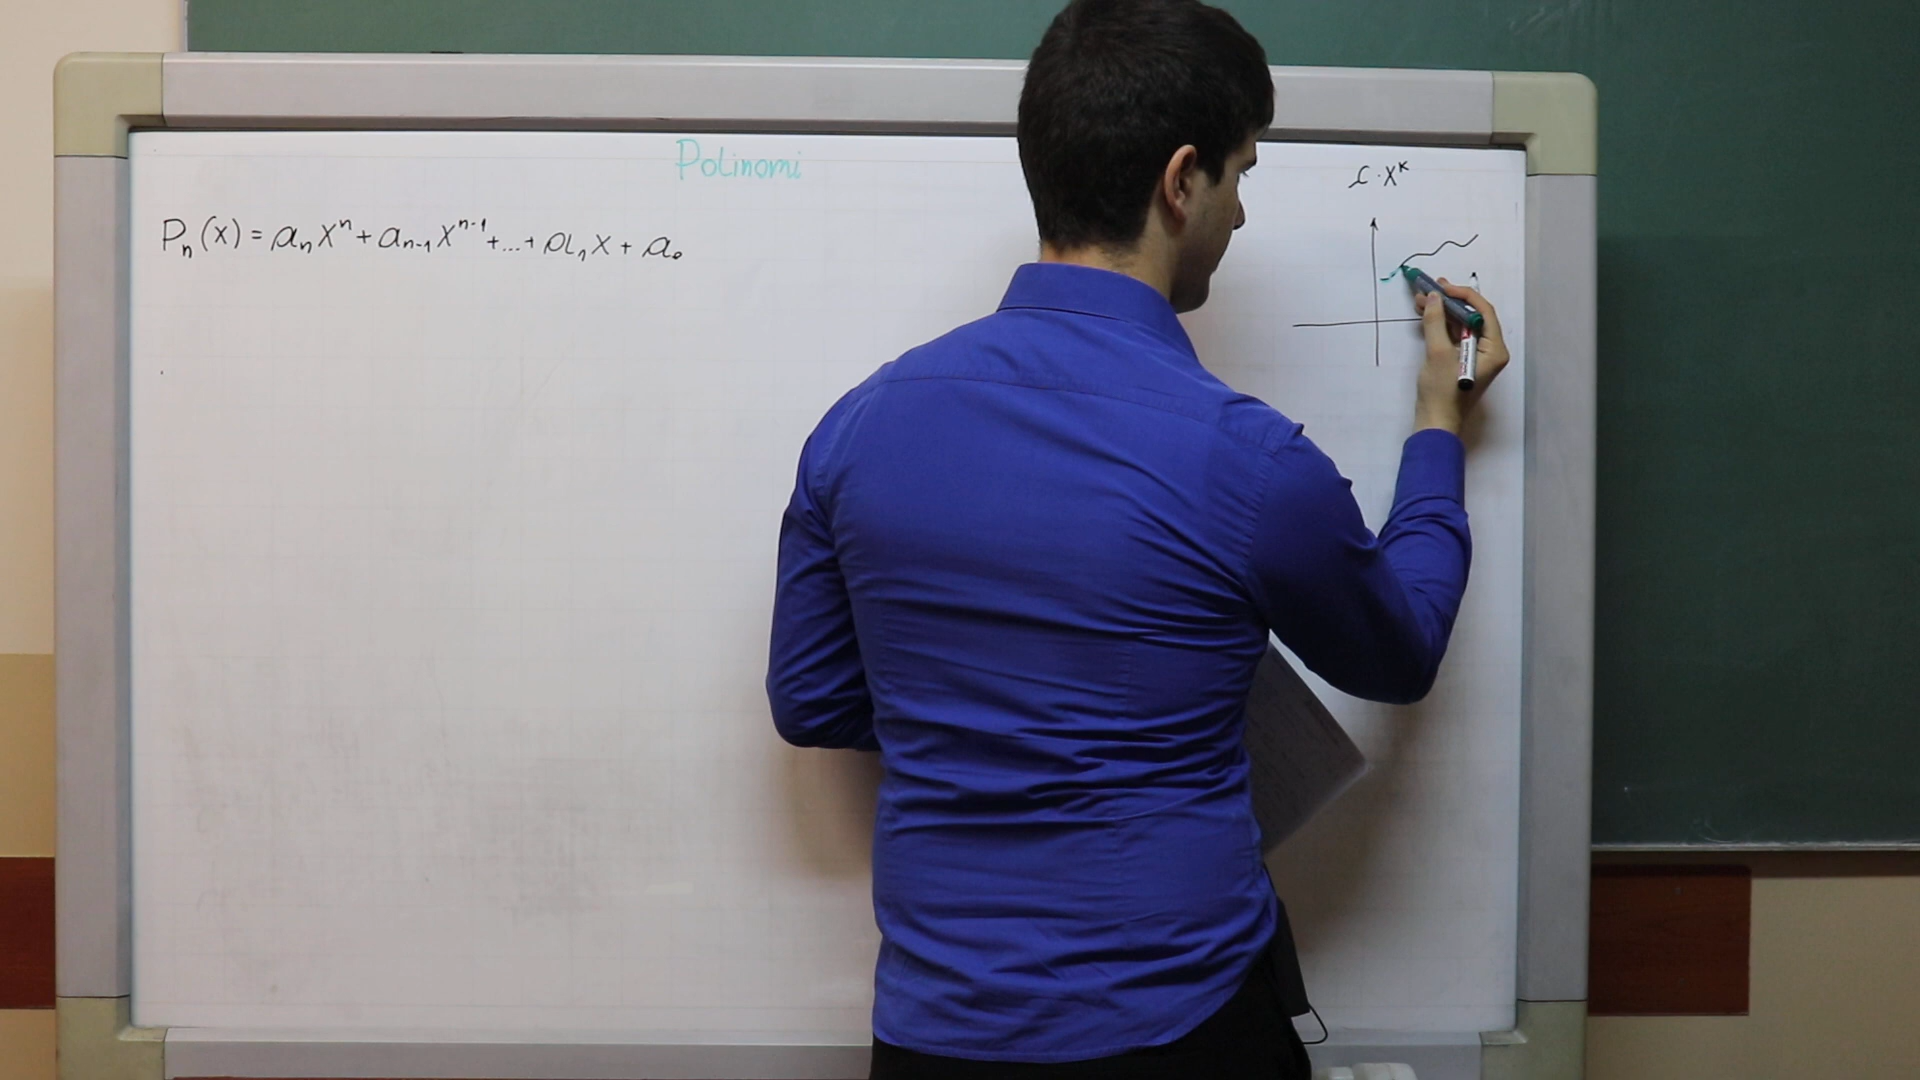 Polinomi
Pₙ(x) = aₙxⁿ + aₙ₋₁xⁿ⁻¹ + ... + a₁x + a₀
c · xᵏ